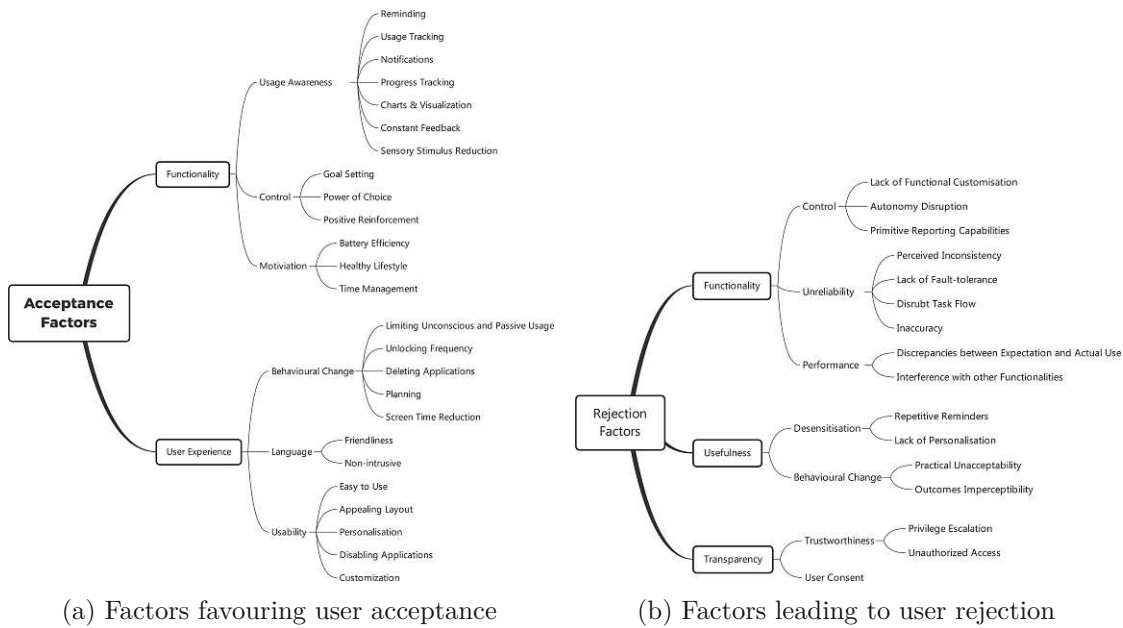 Reminding
Usage Tracking
Notifications
Usage Awareness
Progress Tracking
Charts & Visualization
Constant Feedback
Sensory Stimulus Reduction
Functionality
Goal Setting
Control
Power of Choice
Positive Reinforcement
Battery Efficiency
Motiviation
Healthy Lifestyle
Time Management
Acceptance
Factors
Limiting Unconscious and Passive Usage
Unlocking Frequency
Behavioural Change
Deleting Applications
Planning
Screen Time Reduction
User Experience
Friendliness
Language
Non-intrusive
Easy to Use
Appealing Layout
Usability
Personalisation
Disabling Applications
Customization
(a) Factors favouring user acceptance
Lack of Functional Customisation
Control
Autonomy Disruption
Primitive Reporting Capabilities
Functionality
Perceived Inconsistency
Lack of Fault-tolerance
Unreliability
Disrubt Task Flow
Inaccuracy
Performance
Discrepancies between Expectation and Actual Use
Interference with other Functionalities
Rejection
Factors
Repetitive Reminders
Desensitisation
Lack of Personalisation
Usefulness
Practical Unacceptability
Behavioural Change
Outcomes Imperceptibility
Privilege Escalation
Trustworthiness
Unauthorized Access
Transparency
User Consent
(b) Factors leading to user rejection